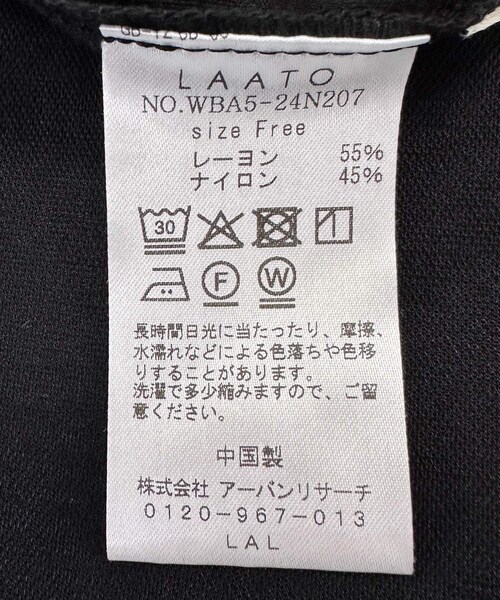 LAATO
NO.WBA5-24N207
size Free
レーヨン 55%
ナイロン 45%
30
F W
長時間日光に当たったり、摩擦、
水濡れなどによる色落ちや色移
りすることがあります。
洗濯で多少縮みますので、ご留
意ください。
中国製
株式会社 アーバンリサーチ
0120-967-013
LAL